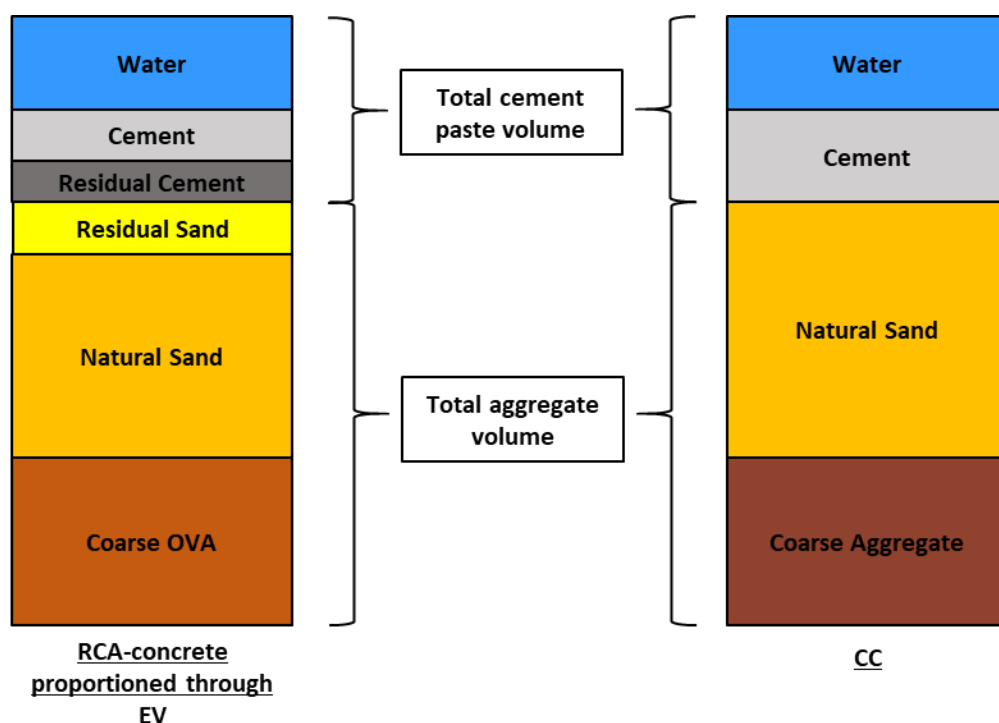 Water
Cement
Residual Cement
Residual Sand
Natural Sand
Coarse OVA
RCA-concrete
proportioned through
EV
Total cement
paste volume
Total aggregate
volume
Water
Cement
Natural Sand
Coarse Aggregate
CC